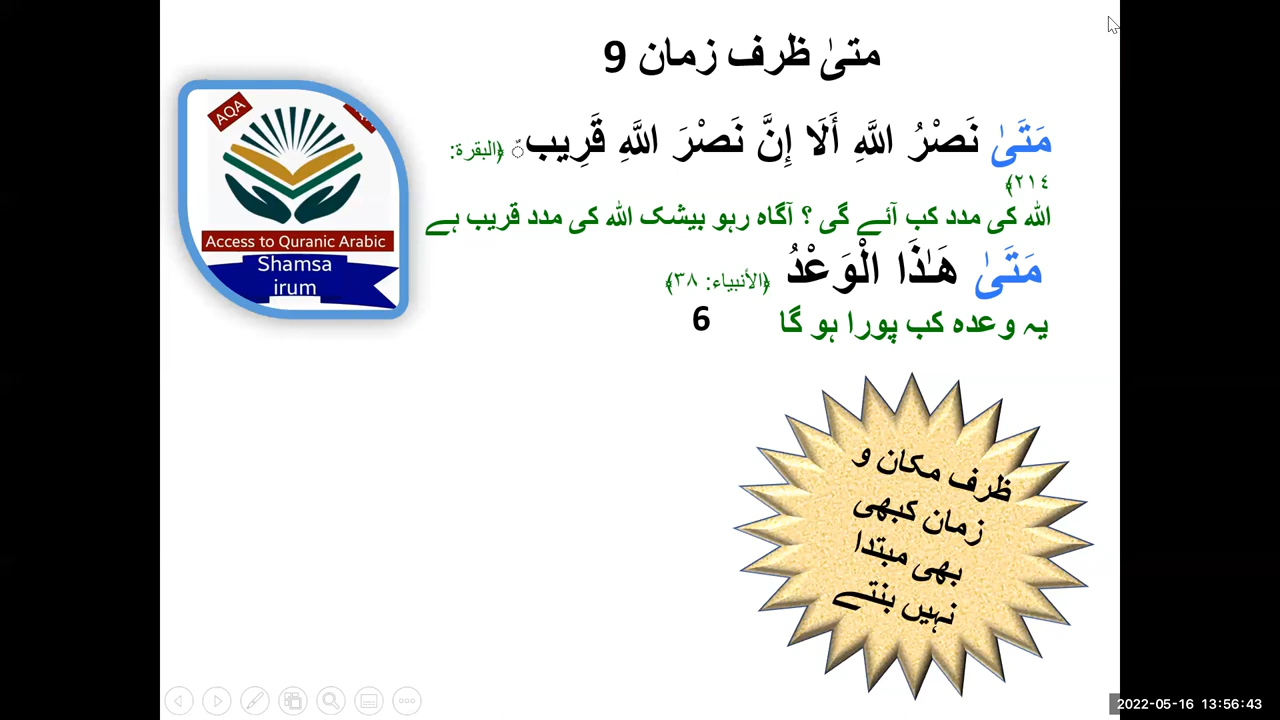 متیٰ ظرف زمان 9
مَتَىٰ نَصْرُ اللَّهِ أَلَا إِنَّ نَصْرَ اللَّهِ قَرِيبٌ ﴿البقرة:
٢١٤﴾
اللہ کی مدد کب آئے گی ؟ آگاہ رہو بیشک اللہ کی مدد قریب ہے
مَتَىٰ هَـٰذَا الْوَعْدُ ﴿الأنبياء: ٣٨﴾
یہ وعدہ کب پورا ہو گا 6
AQA
Access to Quranic Arabic
Shamsa
irum
ظرف مکان و
زمان کبھی
بھی مبتدا
نہیں بنتے
2022-05-16 13:56:43